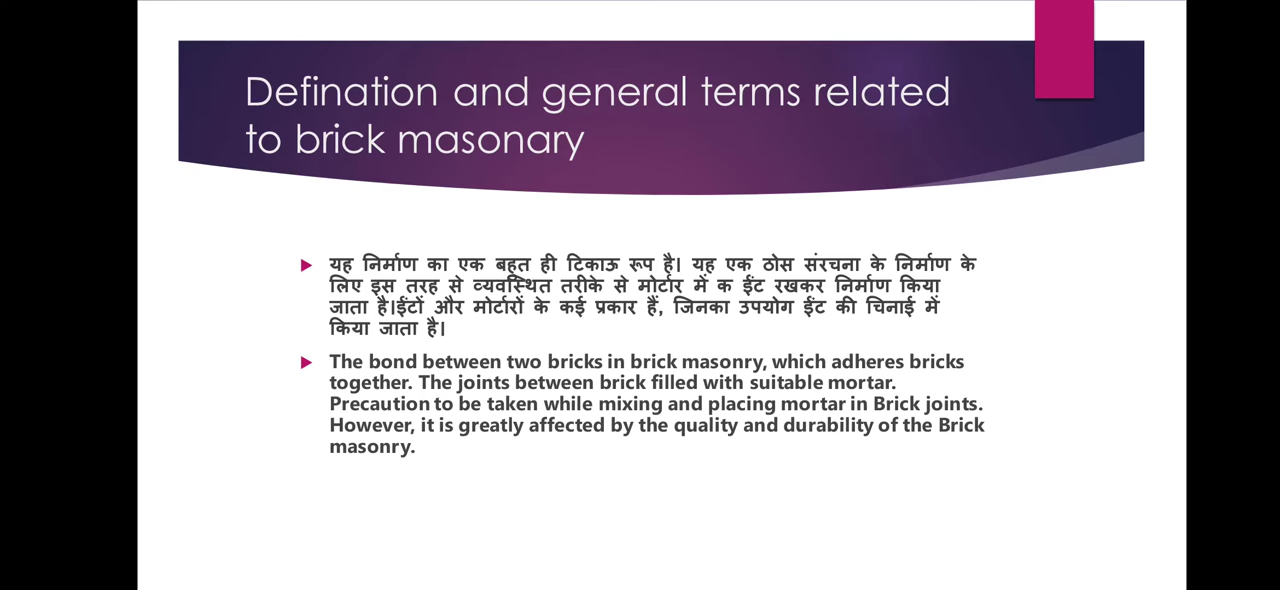 Defination and general terms related
to brick masonary
यह निर्माण का एक बहुत ही टिकाऊ रूप है। यह एक ठोस संरचना के निर्माण के
लिए इस तरह से व्यवस्थित तरीके से मोर्टार में क ईंट रखकर निर्माण किया
जाता है।ईंटों और मोर्टारों के कई प्रकार हैं, जिनका उपयोग ईंट की चिनाई में
किया जाता है।
The bond between two bricks in brick masonry, which adheres bricks
together. The joints between brick filled with suitable mortar.
Precaution to be taken while mixing and placing mortar in Brick joints.
However, it is greatly affected by the quality and durability of the Brick
masonry.